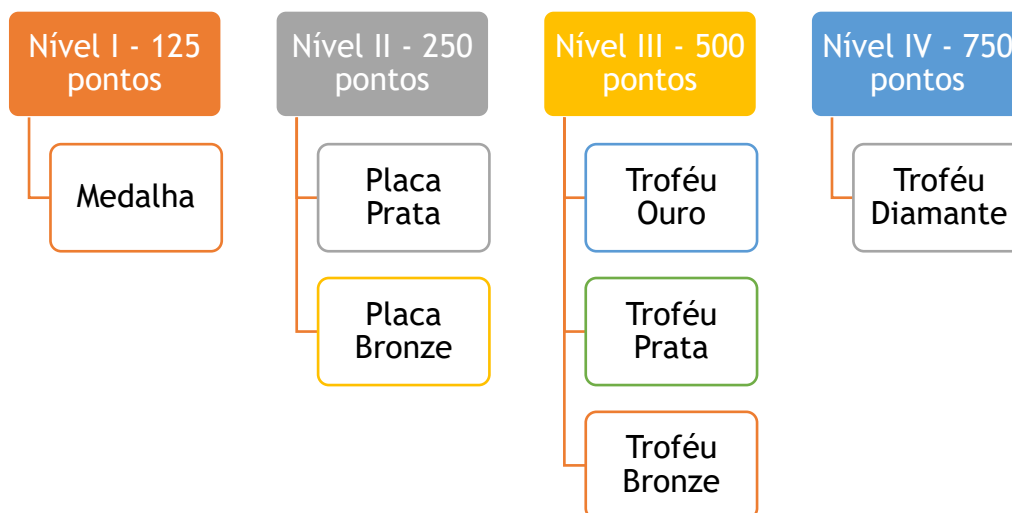 Nível I - 125
pontos
Medalha
Nível II - 250
pontos
Placa
Prata
Placa
Bronze
Nível III - 500
pontos
Troféu
Ouro
Troféu
Prata
Troféu
Bronze
Nível IV - 750
pontos
Troféu
Diamante